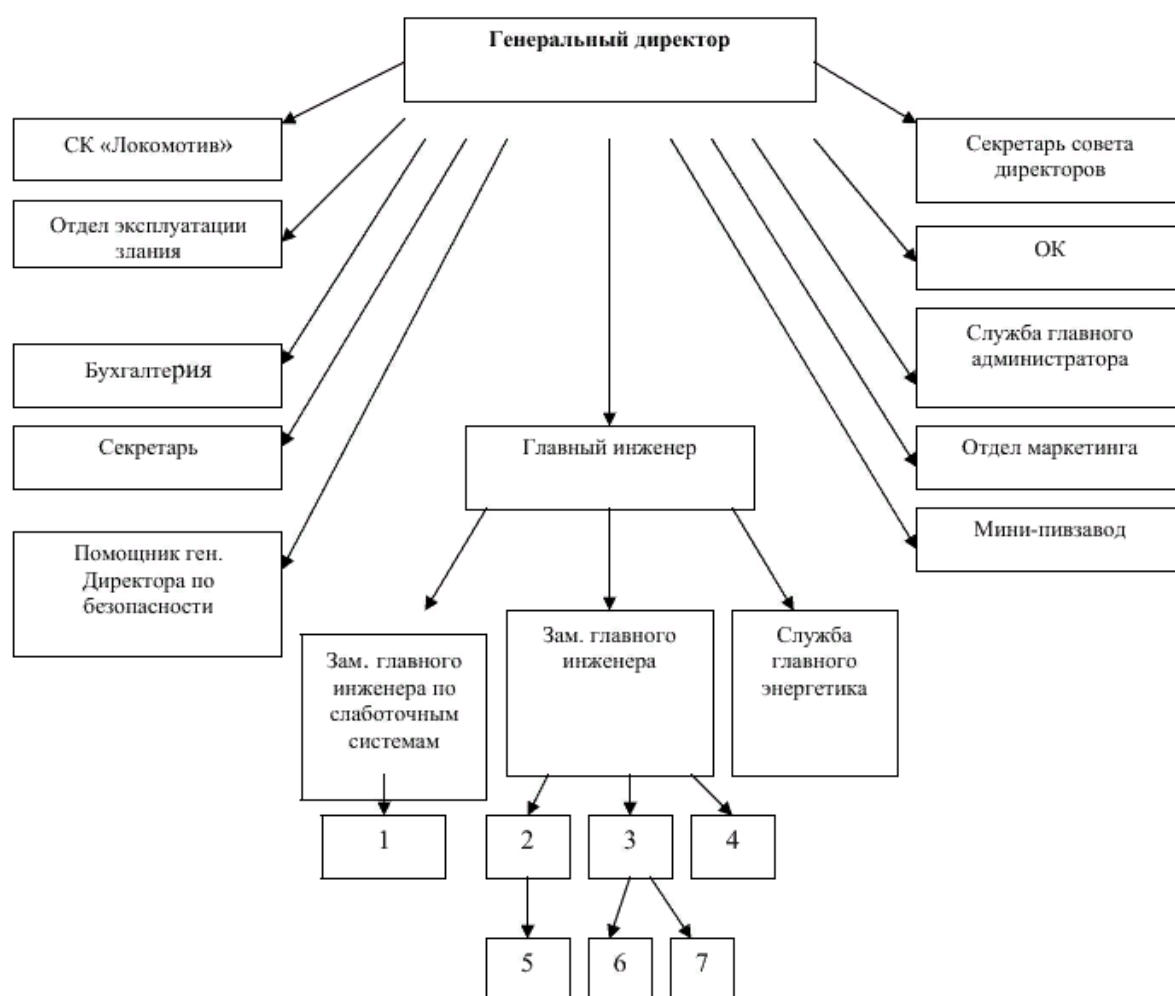 Генеральный директор
СК «Локомотив»
Секретарь совета
директоров
Отдел эксплуатации
здания
ОК
Бухгалтерия
Служба главного
администратора
Секретарь
Главный инженер
Отдел маркетинга
Помощник ген.
Директора по
безопасности
Мини-пивзавод
Зам. главного
инженера по
слаботочным
системам
Зам. главного
инженера
Служба
главного
энергетика
1
2
3
4
5
6
7